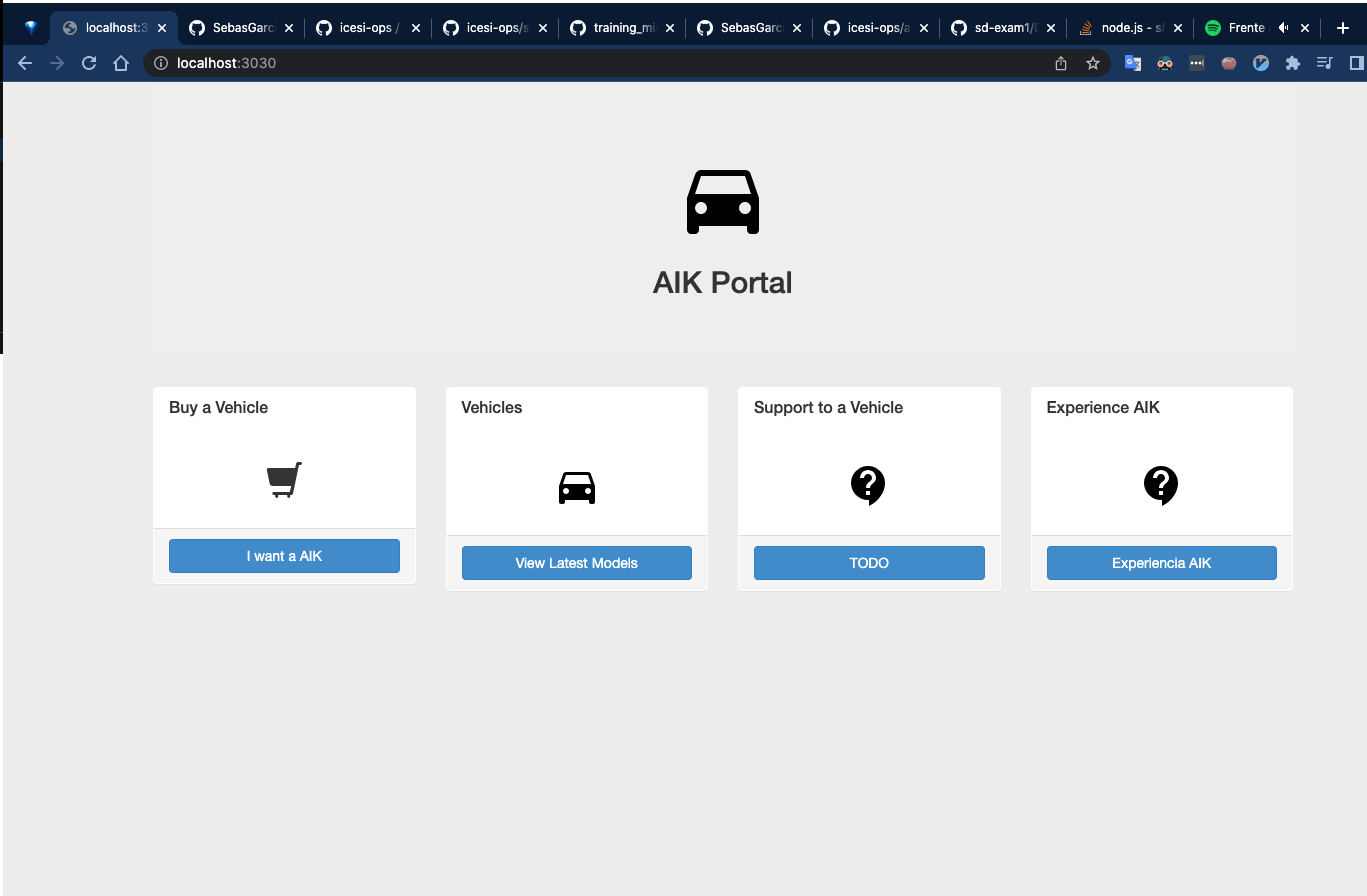 localhost:3
SebasGarc
icesi-ops /
icesi-ops/s
training_mi
SebasGarc
icesi-ops/a
sd-exam1/
node.js - sl
Frente
localhost:3030
AIK Portal
Buy a Vehicle
Vehicles
Support to a Vehicle
Experience AIK
I want a AIK
View Latest Models
TODO
Experiencia AIK